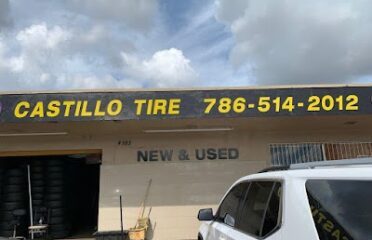 CASTILLO TIRE 786-514-2012
NEW & USED